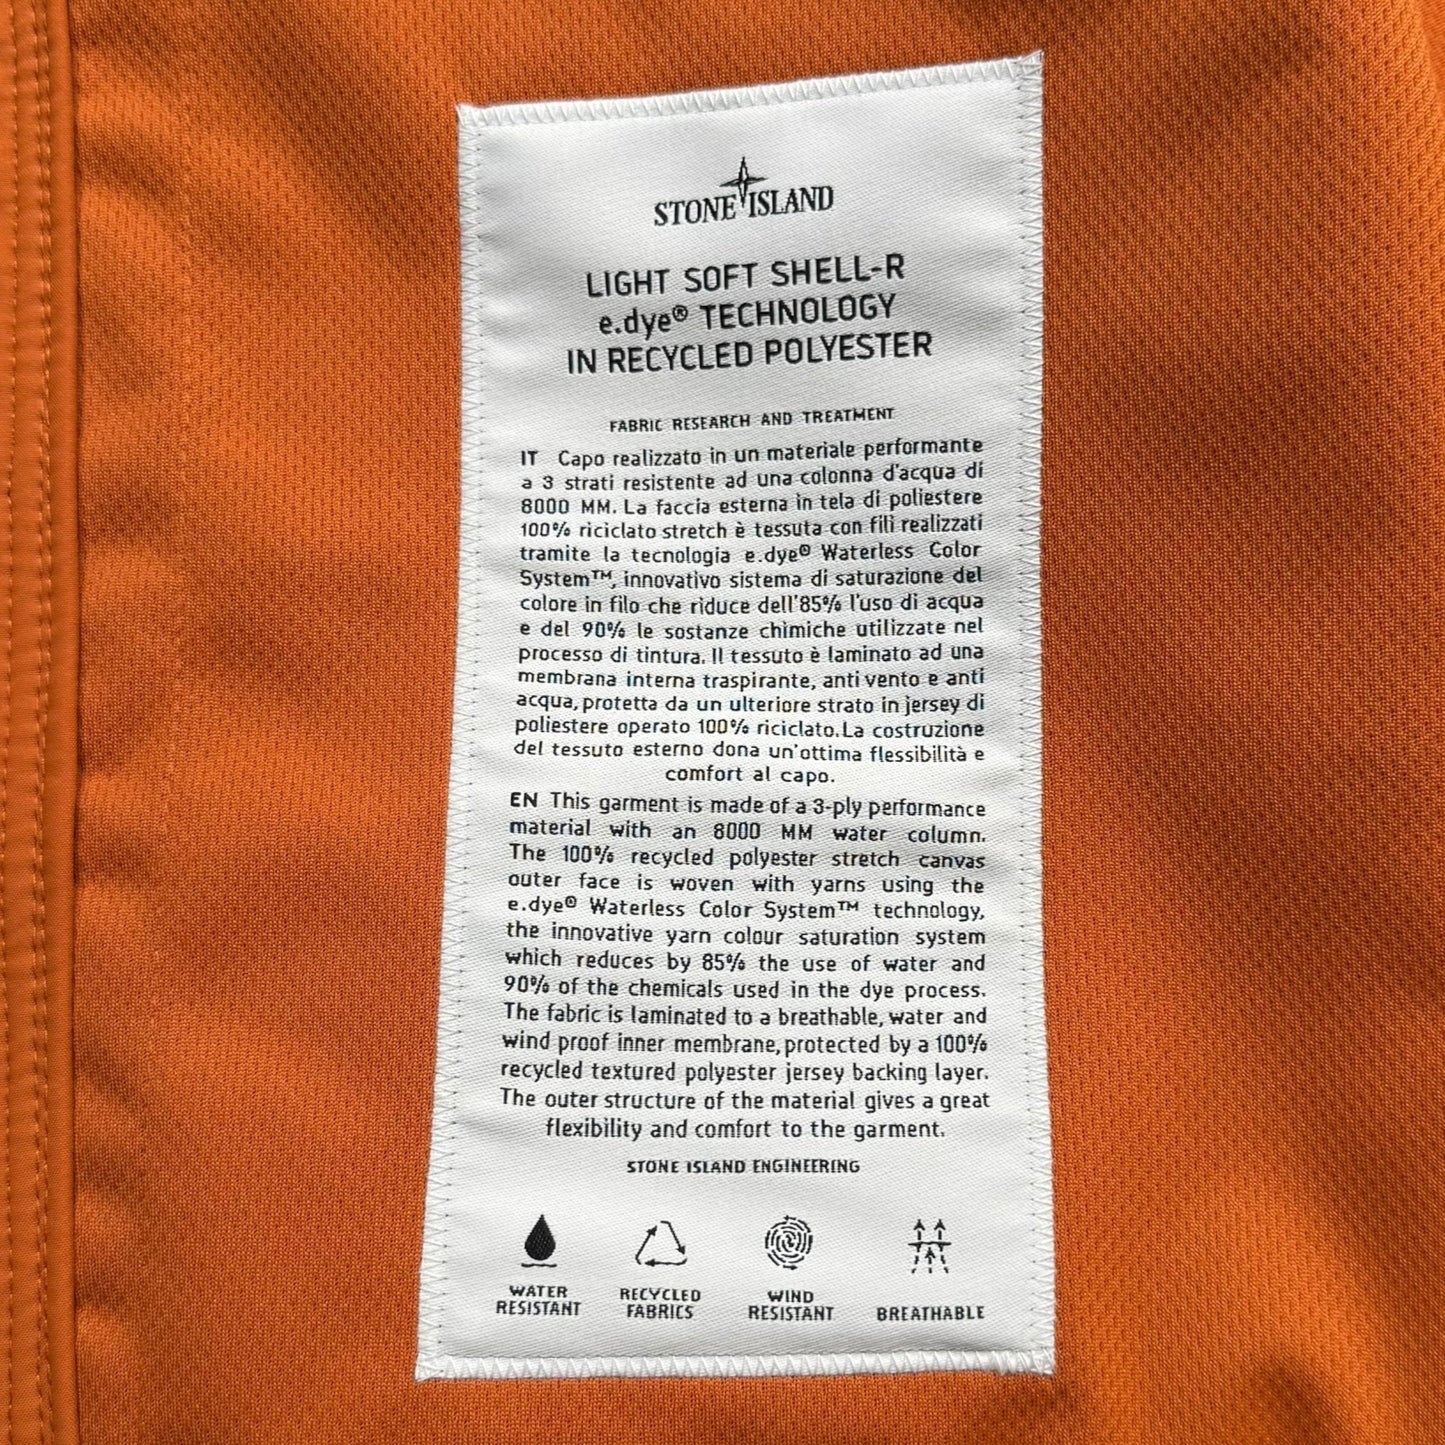 STONE ISLAND
LIGHT SOFT SHELL-R
e.dye® TECHNOLOGY
IN RECYCLED POLYESTER
FABRIC RESEARCH AND TREATMENT
IT Capo realizzato in un materiale performante
a 3 strati resistente ad una colonna d'acqua di
8000 MM. La faccia esterna in tela di poliestere
100% riciclato stretch è tessuta con fili realizzati
tramite la tecnologia e.dye® Waterless Color
System™, innovativo sistema di saturazione del
colore in filo che riduce dell'85% l'uso di acqua
e del 90% le sostanze chimiche utilizzate nel
processo di tintura. Il tessuto è laminato ad una
membrana interna traspirante, anti vento e anti
acqua, protetta da un ulteriore strato in jersey di
poliestere operato 100% riciclato. La costruzione
del tessuto esterno dona un'ottima flessibilità e
comfort al capo.
EN This garment is made of a 3-ply performance
material with an 8000 MM water column.
The 100% recycled polyester stretch canvas
outer face is woven with yarns using the
e.dye® Waterless Color System™ technology,
the innovative yarn colour saturation system
which reduces by 85% the use of water and
90% of the chemicals used in the dye process.
The fabric is laminated to a breathable, water and
wind proof inner membrane, protected by a 100%
recycled textured polyester jersey backing layer.
The outer structure of the material gives a great
flexibility and comfort to the garment.
STONE ISLAND ENGINEERING
WATER
RESISTANT
RECYCLED
FABRICS
WIND
RESISTANT
BREATHABLE